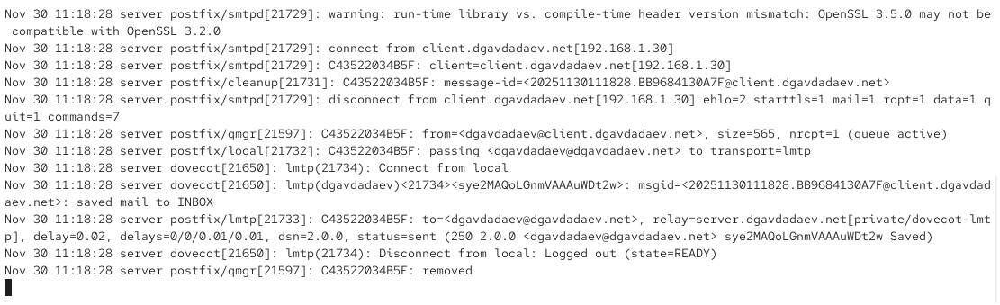 Nov 30 11:18:28 server postfix/smtpd[21729]: warning: run-time library vs. compile-time header version mismatch: OpenSSL 3.5.0 may not be
 compatible with OpenSSL 3.2.0
Nov 30 11:18:28 server postfix/smtpd[21729]: connect from client.dgavdadaev.net[192.168.1.30]
Nov 30 11:18:28 server postfix/smtpd[21729]: C43522034B5F: client=client.dgavdadaev.net[192.168.1.30]
Nov 30 11:18:28 server postfix/cleanup[21731]: C43522034B5F: message-id=<20251130111828.BB9684130A7F@client.dgavdadaev.net>
Nov 30 11:18:28 server postfix/smtpd[21729]: disconnect from client.dgavdadaev.net[192.168.1.30] ehlo=2 starttls=1 mail=1 rcpt=1 data=1 q
uit=1 commands=7
Nov 30 11:18:28 server postfix/qmgr[21597]: C43522034B5F: from=<dgavdadaev@client.dgavdadaev.net>, size=565, nrcpt=1 (queue active)
Nov 30 11:18:28 server postfix/local[21732]: C43522034B5F: passing <dgavdadaev@dgavdadaev.net> to transport=lmtp
Nov 30 11:18:28 server dovecot[21650]: lmtp(21734): Connect from local
Nov 30 11:18:28 server dovecot[21650]: lmtp(dgavdadaev)<21734><sye2MAQoLGnmVAAAuWDt2w>: msgid=<20251130111828.BB9684130A7F@client.dgavdad
aev.net>: saved mail to INBOX
Nov 30 11:18:28 server postfix/lmtp[21733]: C43522034B5F: to=<dgavdadaev@dgavdadaev.net>, relay=server.dgavdadaev.net[private/dovecot-lmt
p], delay=0.02, delays=0/0/0.01/0.01, dsn=2.0.0, status=sent (250 2.0.0 <dgavdadaev@dgavdadaev.net> sye2MAQoLGnmVAAAuWDt2w Saved)
Nov 30 11:18:28 server dovecot[21650]: lmtp(21734): Disconnect from local: Logged out (state=READY)
Nov 30 11:18:28 server postfix/qmgr[21597]: C43522034B5F: removed